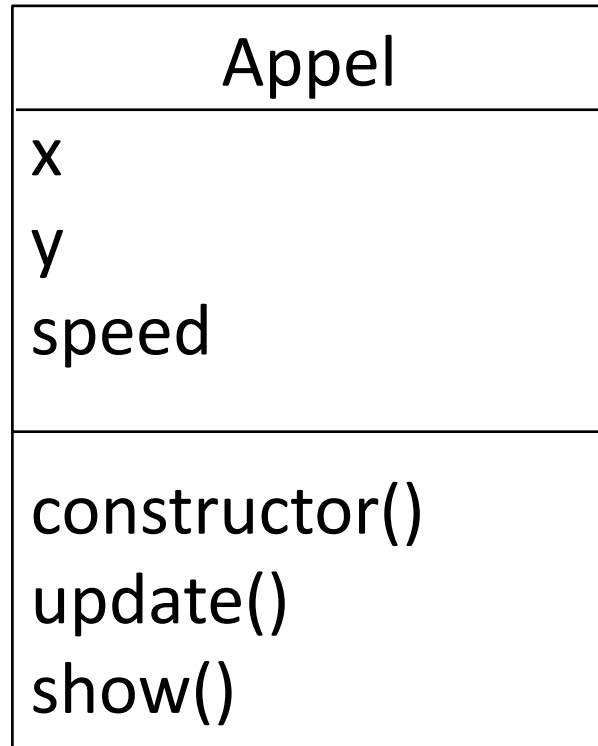 Appel
x
y
speed
constructor()
update()
show()